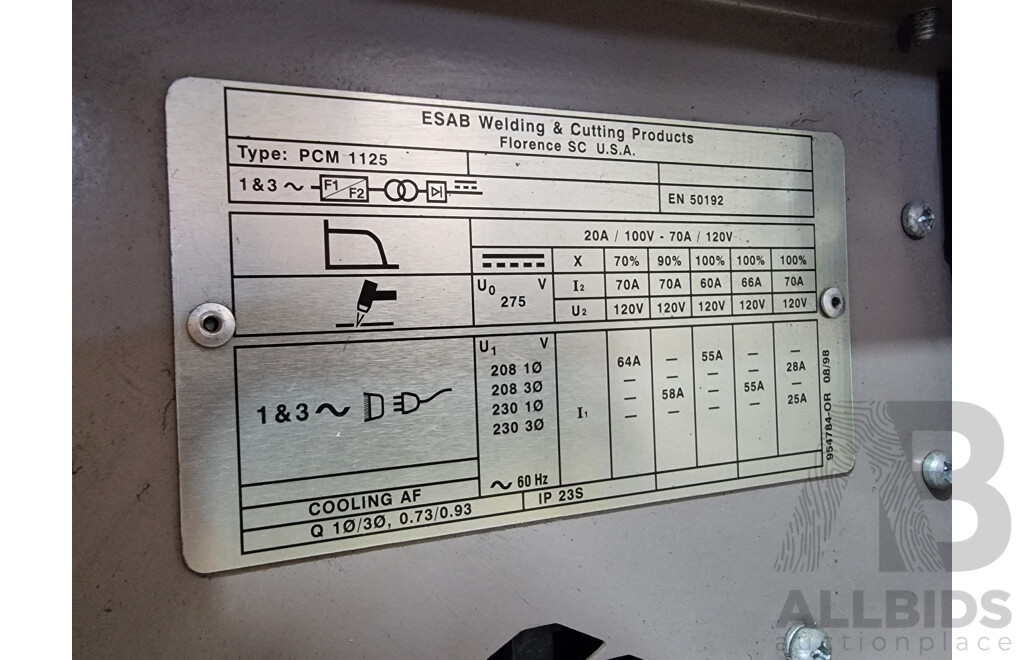 ESAB Welding & Cutting Products
Florence SC U.S.A.
Type: PCM 1125
1&3 ~ F1 F2
EN 50192
20A / 100V - 70A / 120V
X 70% 90% 100% 100% 100%
U0 V I2 70A 70A 60A 66A 70A
275 U2 120V 120V 120V 120V 120V
U1 V
208 1Ø 64A — 55A — —
208 3Ø — — — — 28A
230 1Ø — 58A — 55A —
230 3Ø — — — — 25A
1&3 ~
I1
~ 60 Hz
COOLING AF
Q 1Ø/3Ø, 0.73/0.93
IP 23S
954784-OR 08/98
AB
ALLBIDS
auctionplace